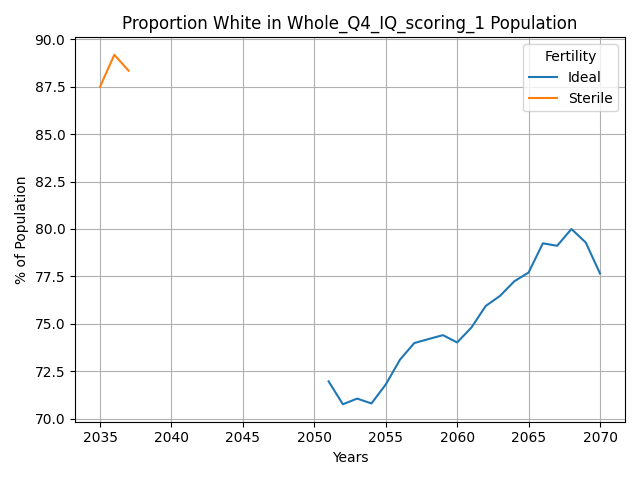 Proportion White in Whole_Q4_IQ_scoring_1 Population
90.0
87.5
85.0
82.5
80.0
77.5
75.0
72.5
70.0
% of Population
Fertility
Ideal
Sterile
2035 2040 2045 2050 2055 2060 2065 2070
Years